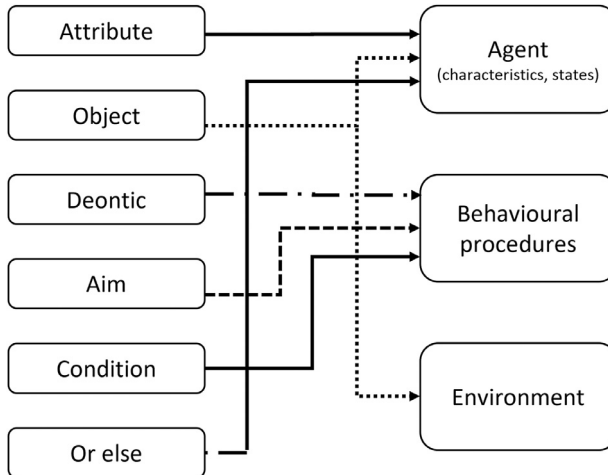 Attribute
Object
Deontic
Aim
Condition
Or else
Agent
(characteristics, states)
Behavioural
procedures
Environment